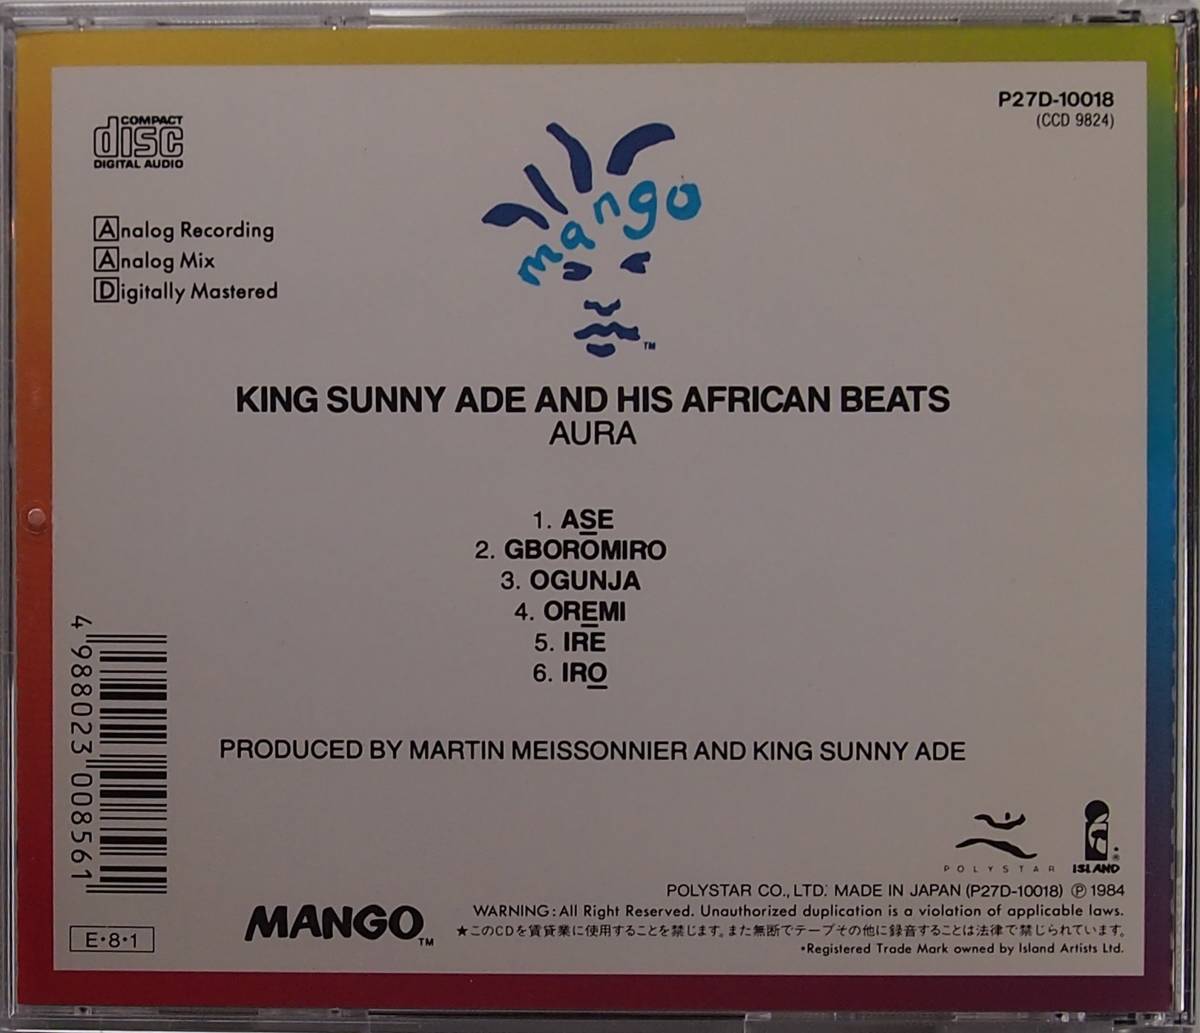 COMPACT
disc
DIGITAL AUDIO
P27D-10018
(CCD 9824)
Analog Recording
Analog Mix
Digitally Mastered
mango
TM
KING SUNNY ADE AND HIS AFRICAN BEATS
AURA
1. AS̲E
2. GBOROMIRO
3. OGUNJA
4. ORE̲MI
5. IRE
6. IRO̲
PRODUCED BY MARTIN MEISSONNIER AND KING SUNNY ADE
4 988023 008561
POLYSTAR
ISLAND
®
POLYSTAR CO., LTD. MADE IN JAPAN (P27D-10018) Ⓟ 1984
MANGO TM
WARNING: All Right Reserved. Unauthorized duplication is a violation of applicable laws.
★このCDを賃貸業に使用することを禁じます。また無断でテープその他に録音することは法律で禁じられています。
•Registered Trade Mark owned by Island Artists Ltd.
E•8•1